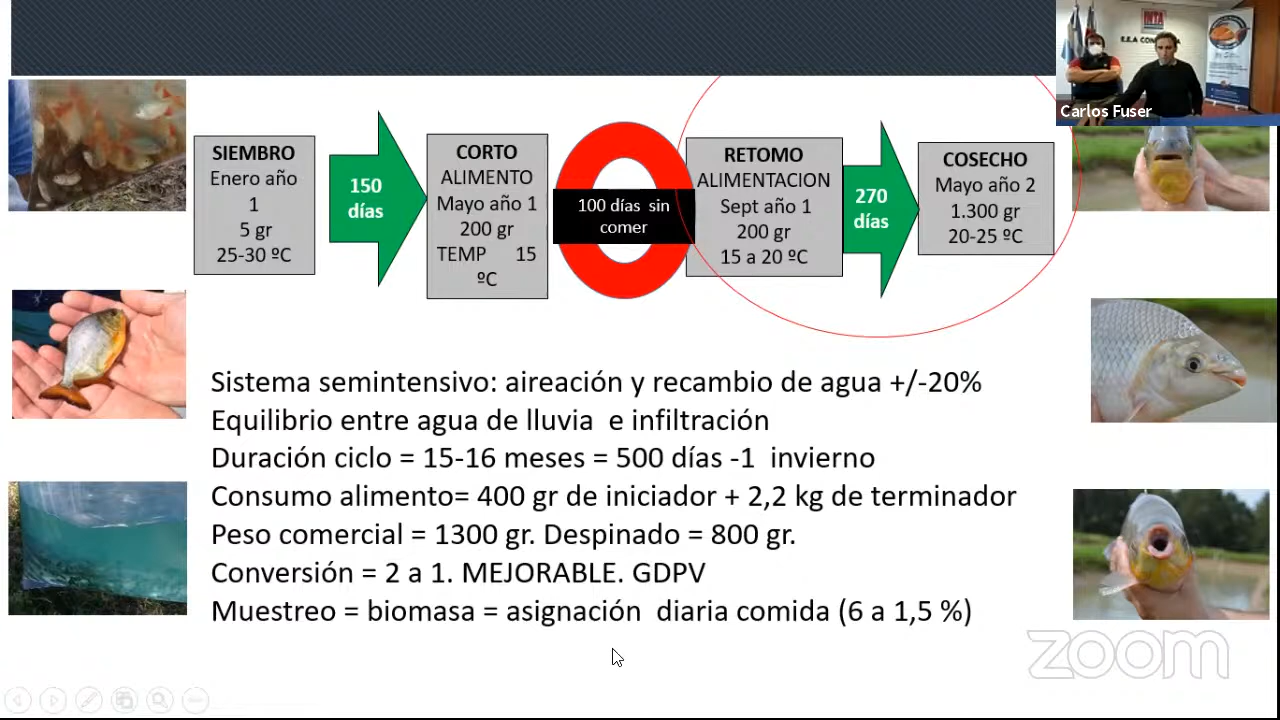 INTA
Carlos Fuser
SIEMBRO
Enero año
1
5 gr
25-30 ºC
150
días
CORTO
ALIMENTO
Mayo año 1
200 gr
TEMP 15
ºC
100 días sin
comer
RETOMO
ALIMENTACION
Sept año 1
200 gr
15 a 20 ºC
270
días
COSECHO
Mayo año 2
1.300 gr
20-25 ºC
Sistema semintensivo: aireación y recambio de agua +/-20%
Equilibrio entre agua de lluvia e infiltración
Duración ciclo = 15-16 meses = 500 días -1 invierno
Consumo alimento= 400 gr de iniciador + 2,2 kg de terminador
Peso comercial = 1300 gr. Despinado = 800 gr.
Conversión = 2 a 1. MEJORABLE. GDPV
Muestreo = biomasa = asignación diaria comida (6 a 1,5 %)
zoom